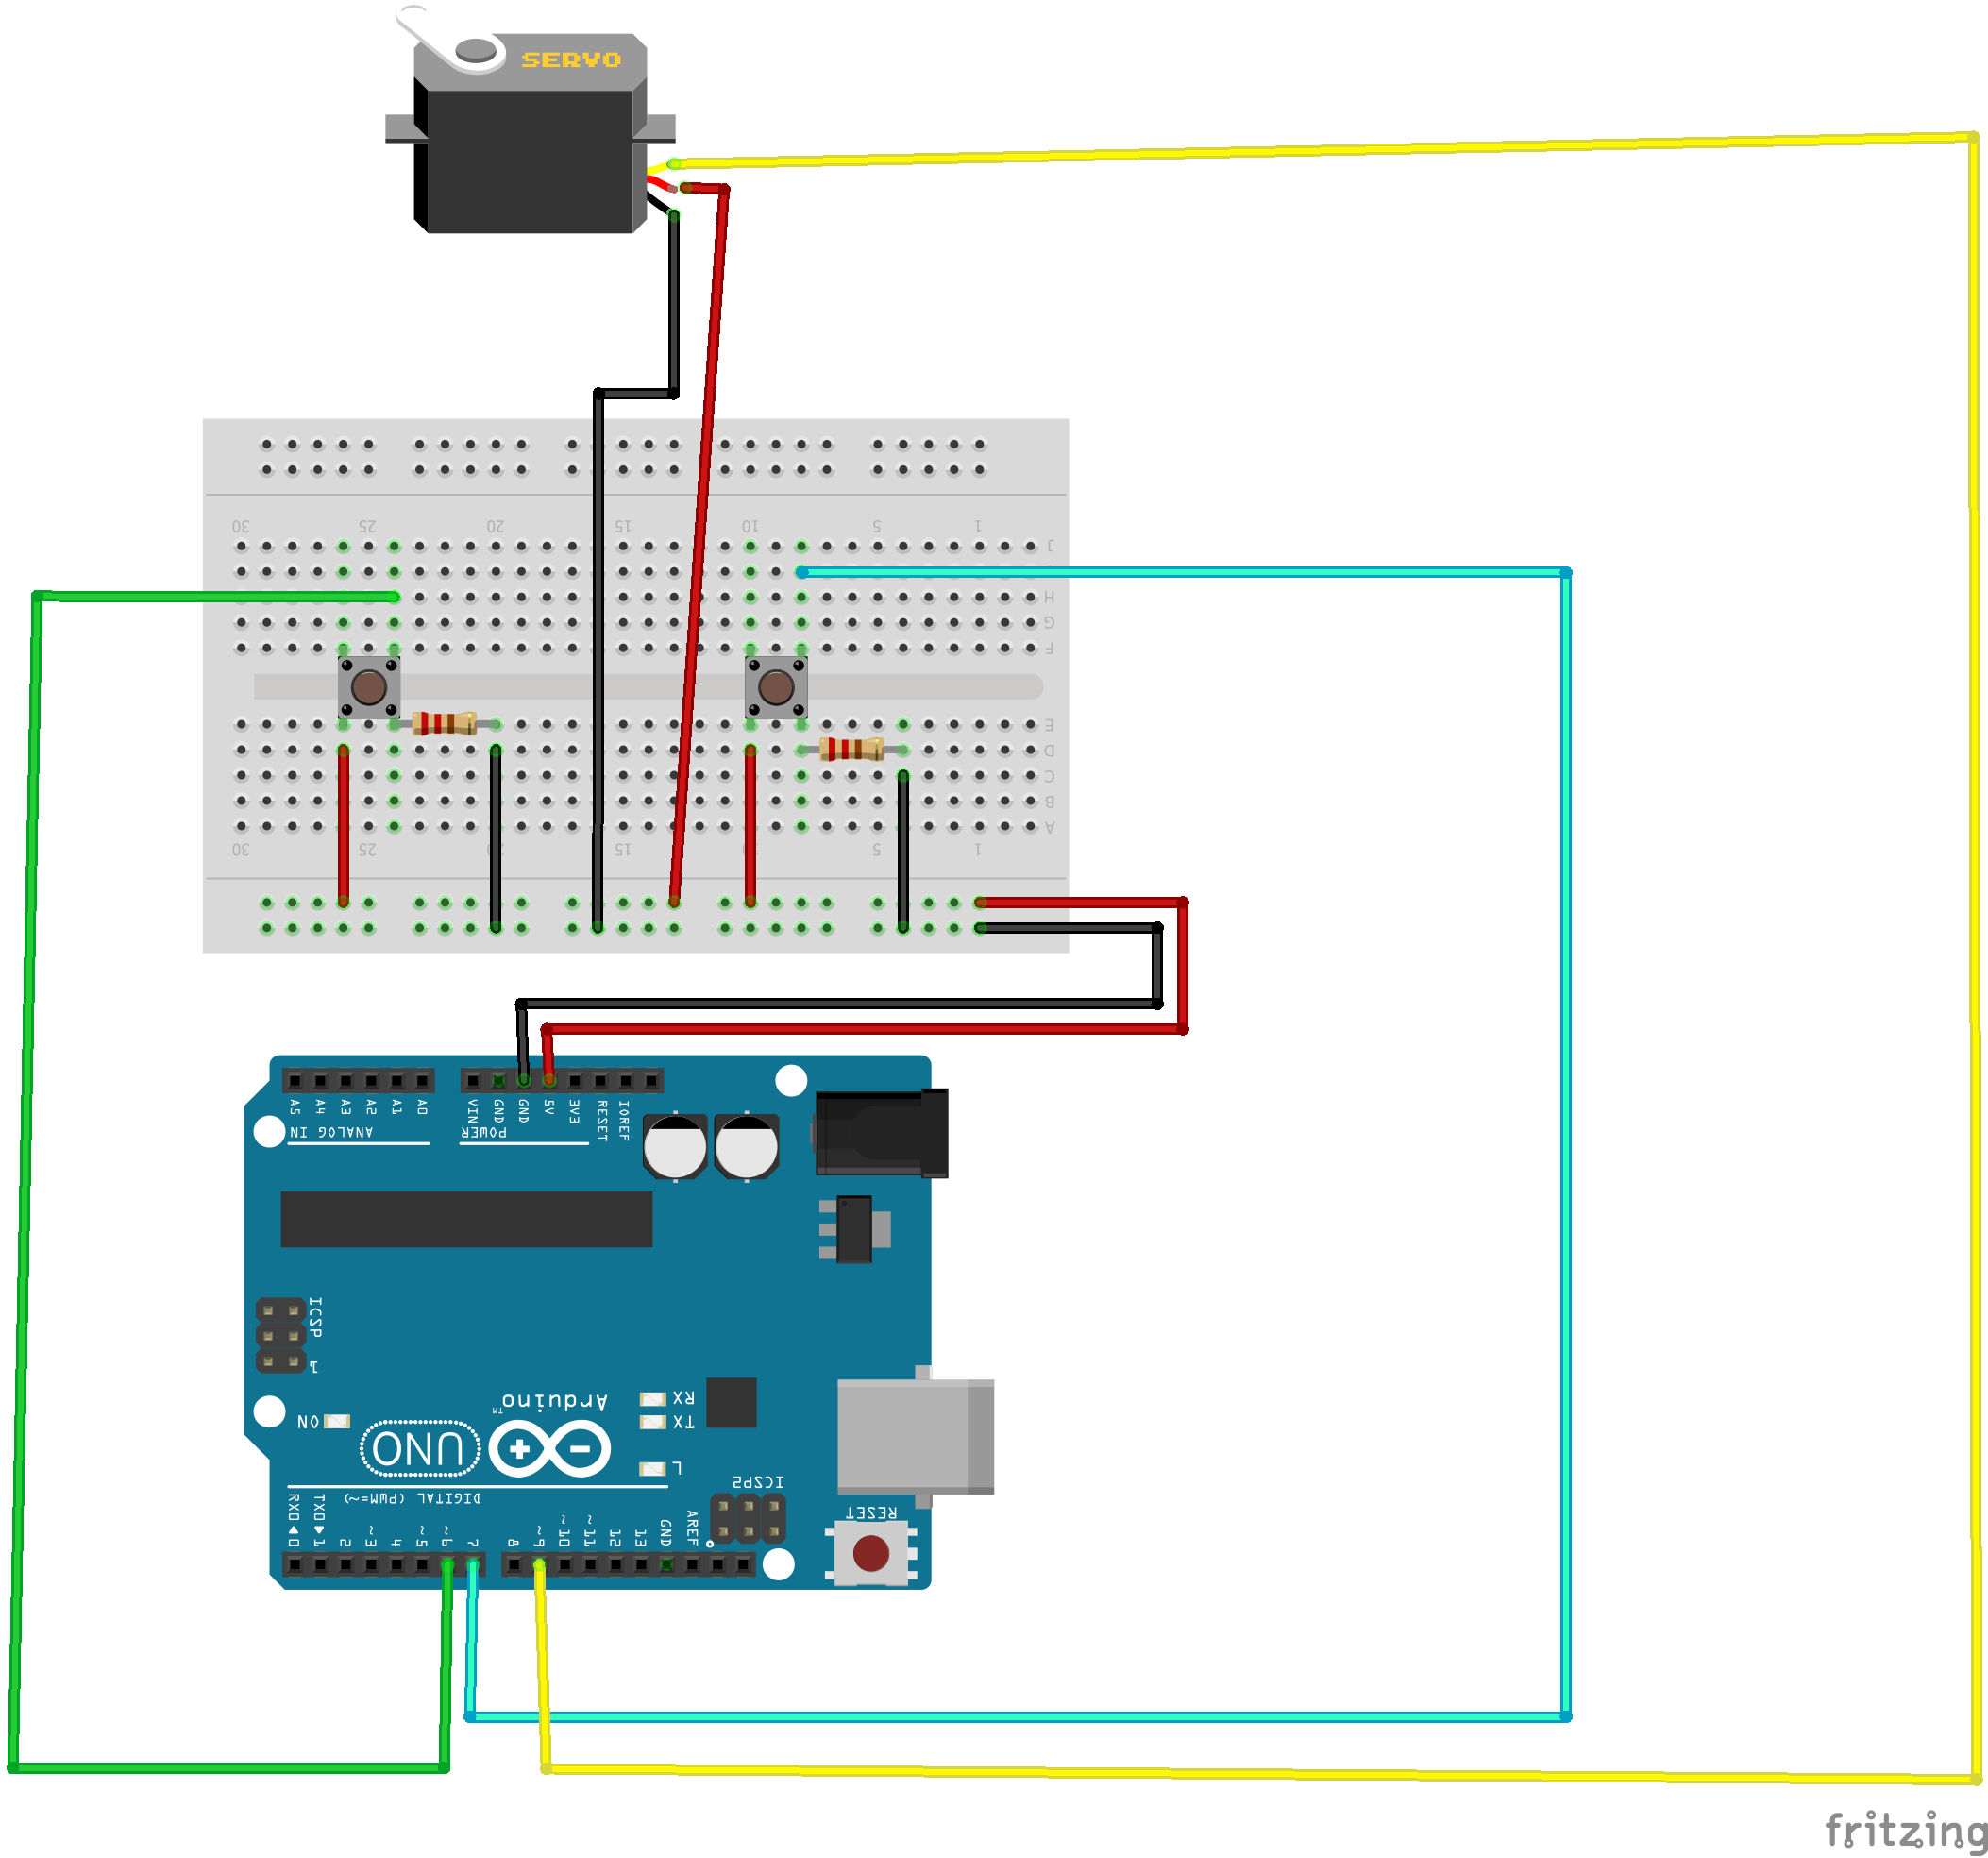 SERVO
30 25 20 15 10 5 1
J
H
G
F
E
D
C
B
A
30 25 15 5 1
A5 A4 A3 A2 A1 A0
VIN GND GND 5V 3V3 RESET IOREF
ANALOG IN
POWER
ICSP
1
Arduino™
RX
TX
ON
UNO
L
ICSP2
DIGITAL (PWM=~)
RESET
RX0 TX0
0 1 2 ~3 4 ~5 ~6 7 8 ~9 ~10 ~11 12 13 GND AREF
fritzing